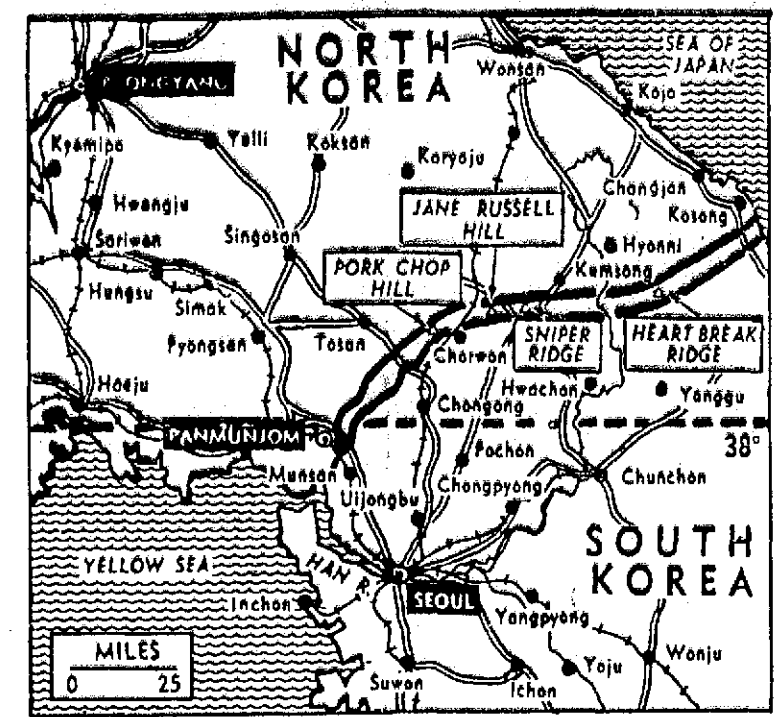 NORTH
KOREA
SEA OF
JAPAN
Wonsan
Kojo
Yulli
Koksan
Koryoju
Changjon
Kosong
Hwangju
JANE RUSSELL
HILL
Hyonni
Sariwon
Singosan
PORK CHOP
HILL
Kumsong
Hungsu
Simak
Pyongsan
Tosan
Chorwon
SNIPER
RIDGE
HEARTBREAK
RIDGE
Haeju
Hwachon
Yanggu
Chongong
PANMUNJOM
38°
Munsan
Pochon
Uijongbu
Chongpyong
Chunchon
YELLOW SEA
HAN R.
SOUTH
KOREA
Inchon
SEOUL
Yangpyong
MILES
0 25
Suwon
Ichon
Yoju
Wonju